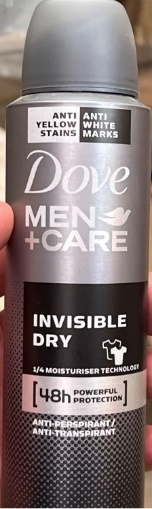 ANTI YELLOW STAINS
ANTI WHITE MARKS
Dove
MEN
+CARE
INVISIBLE
DRY
1/4 MOISTURISER TECHNOLOGY
[48h POWERFUL PROTECTION]
ANTI-PERSPIRANT/
ANTI-TRANSPIRANT